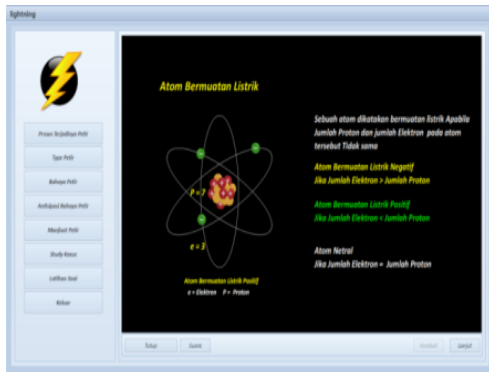 lightning
Proses Terjadinya Petir
Tipe Petir
Bahaya Petir
Antisipasi Bahaya Petir
Manfaat Petir
Study Kasus
Latihan Soal
Keluar
Atom Bermuatan Listrik
P = 7
e = 3
Atom Bermuatan Listrik Positif
e = Elektron P = Proton
Sebuah atom dikatakan bermuatan listrik Apabila
Jumlah Proton dan jumlah Elektron pada atom
tersebut Tidak sama
Atom Bermuatan Listrik Negatif
Jika Jumlah Elektron > Jumlah Proton
Atom Bermuatan Listrik Positif
Jika Jumlah Elektron < Jumlah Proton
Atom Netral
Jika Jumlah Elektron = Jumlah Proton
Tutup
Suara
Kembali
Lanjut